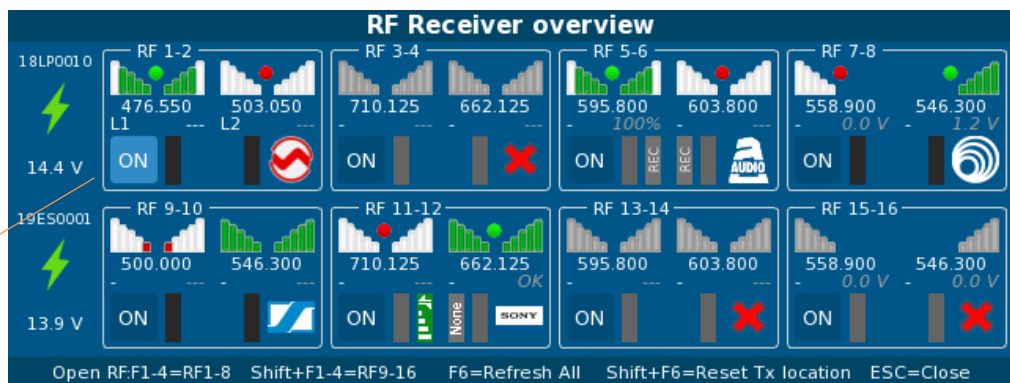 RF Receiver overview
18LP0010
14.4 V
RF 1-2
476.550 503.050
L1 --- L2 ---
ON
RF 3-4
710.125 662.125
- --- - ---
ON
RF 5-6
595.800 603.800
- 100% - ---
ON REC REC AUDIO
RF 7-8
558.900 546.300
- 0.0 V - 1.2 V
ON
19ES0001
13.9 V
RF 9-10
500.000 546.300
- --- - ---
ON
RF 11-12
710.125 662.125
- --- - OK
ON None SONY
RF 13-14
595.800 603.800
- --- - ---
ON
RF 15-16
558.900 546.300
- 0.0 V - 0.0 V
ON
Open RF:F1-4=RF1-8 Shift+F1-4=RF9-16 F6=Refresh All Shift+F6=Reset Tx location ESC=Close